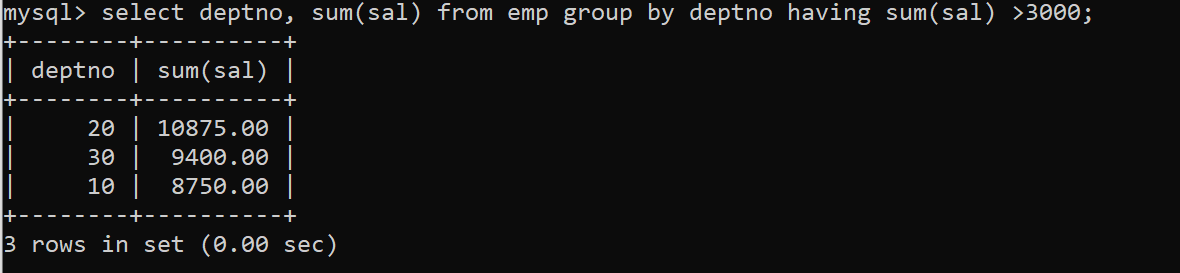 mysql> select deptno, sum(sal) from emp group by deptno having sum(sal) >3000;
+--------+----------+
| deptno | sum(sal) |
+--------+----------+
|     20 | 10875.00 |
|     30 |  9400.00 |
|     10 |  8750.00 |
+--------+----------+
3 rows in set (0.00 sec)